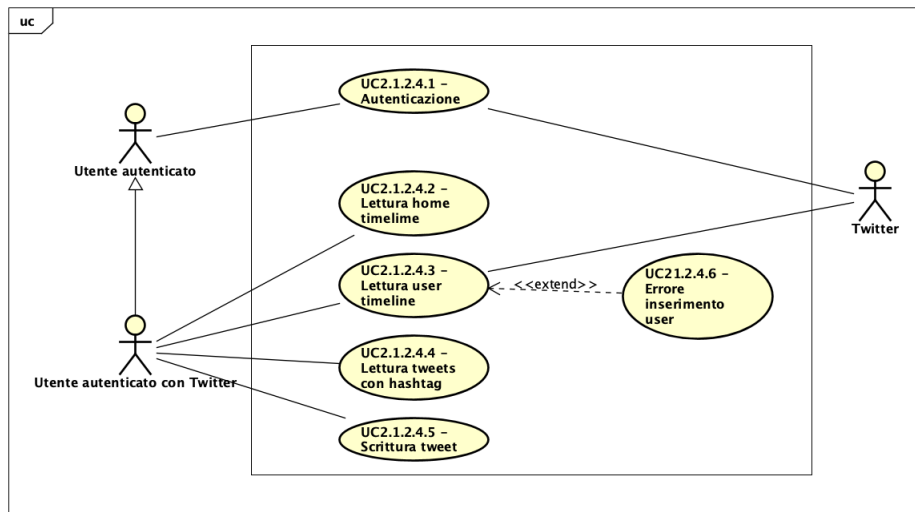 uc
UC2.1.2.4.1 –
Autenticazione
Utente autenticato
UC2.1.2.4.2 –
Lettura home
timelime
Twitter
UC2.1.2.4.3 –
Lettura user
timeline
<<extend>>
UC21.2.4.6 –
Errore
inserimento
user
UC2.1.2.4.4 –
Lettura tweets
con hashtag
Utente autenticato con Twitter
UC2.1.2.4.5 –
Scrittura tweet